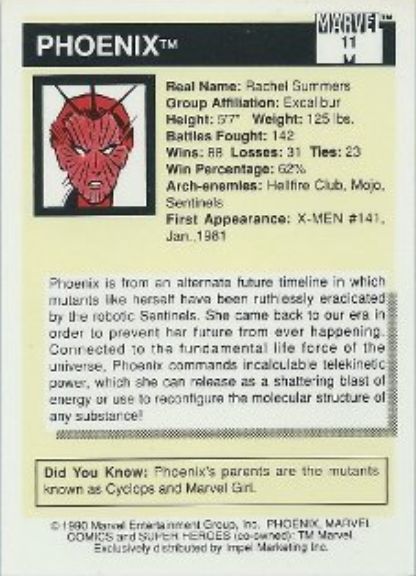 PHOENIX™
MARVEL™
11
M
Real Name: Rachel Summers
Group Affiliation: Excalibur
Height: 5'7" Weight: 125 lbs.
Battles Fought: 142
Wins: 88 Losses: 31 Ties: 23
Win Percentage: 62%
Arch-enemies: Hellfire Club, Mojo,
Sentinels
First Appearance: X-MEN #141,
Jan., 1981
Phoenix is from an alternate future timeline in which
mutants like herself have been ruthlessly eradicated
by the robotic Sentinels. She came back to our era in
order to prevent her future from ever happening.
Connected to the fundamental life force of the
universe, Phoenix commands incalculable telekinetic
power, which she can release as a shattering blast of
energy or use to reconfigure the molecular structure of
any substance!
Did You Know: Phoenix's parents are the mutants
known as Cyclops and Marvel Girl.
© 1990 Marvel Entertainment Group, Inc. PHOENIX, MARVEL
COMICS and SUPER HEROES (co-owned): TM Marvel
Exclusively distributed by Impel Marketing Inc.